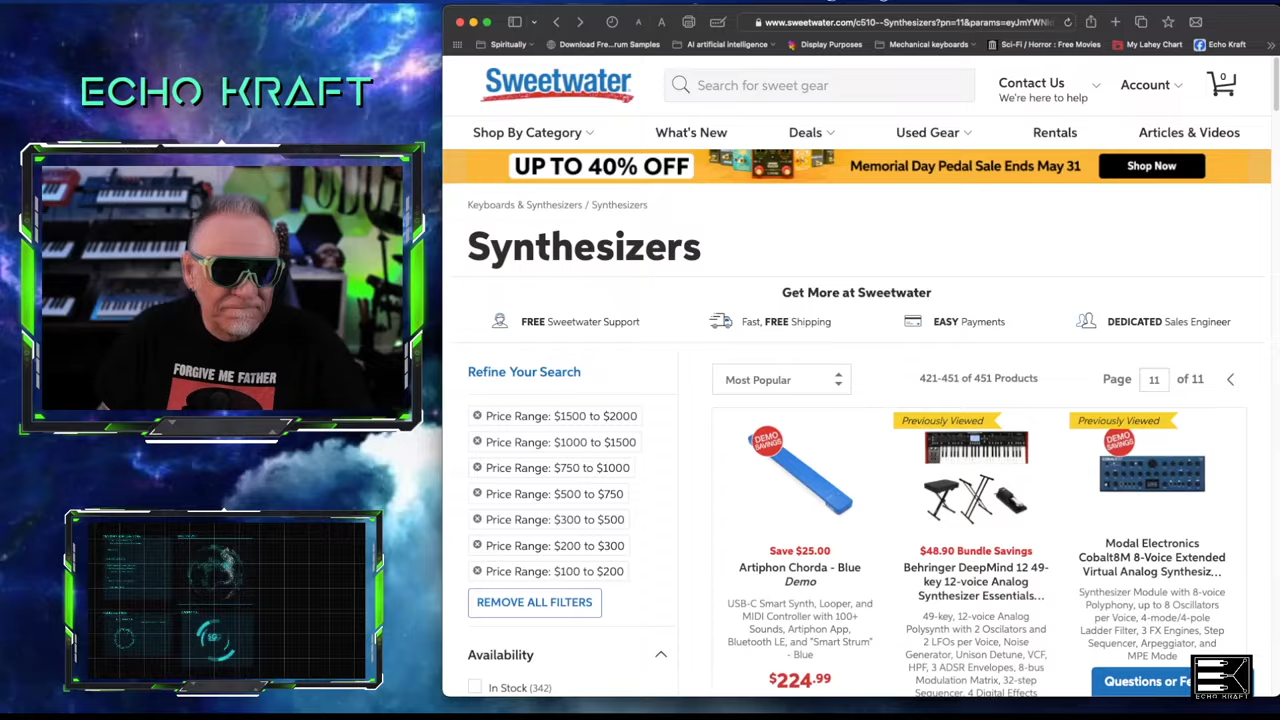 ECHO KRAFT
FORGIVE ME FATHER
www.sweetwater.com/c510--Synthesizers?pn=11&params=eyJmYWNl
Spiritually
Download Fre...rum Samples
AI artificial intelligence
Display Purposes
Mechanical keyboards
Sci-Fi / Horror : Free Movies
My Lahey Chart
Echo Kraft
Sweetwater
Search for sweet gear
Contact Us
We're here to help
Account
0
Shop By Category
What's New
Deals
Used Gear
Rentals
Articles & Videos
UP TO 40% OFF
Memorial Day Pedal Sale Ends May 31
Shop Now
Keyboards & Synthesizers / Synthesizers
Synthesizers
Get More at Sweetwater
FREE Sweetwater Support
Fast, FREE Shipping
EASY Payments
DEDICATED Sales Engineer
Refine Your Search
Price Range: $1500 to $2000
Price Range: $1000 to $1500
Price Range: $750 to $1000
Price Range: $500 to $750
Price Range: $300 to $500
Price Range: $200 to $300
Price Range: $100 to $200
REMOVE ALL FILTERS
Availability
In Stock (342)
Most Popular
421-451 of 451 Products
Page 11 of 11
DEMO SAVINGS
Save $25.00
Artiphon Chorda - Blue
Demo
USB-C Smart Synth, Looper, and
MIDI Controller with 100+
Sounds, Artiphon App,
Bluetooth LE, and "Smart Strum"
- Blue
$224.99
Previously Viewed
$48.90 Bundle Savings
Behringer DeepMind 12 49-
key 12-voice Analog
Synthesizer Essentials...
49-key, 12-voice Analog
Polysynth with 2 Oscilators and
2 LFOs per Voice, Noise
Generator, Unison Detune, VCF,
HPF, 3 ADSR Envelopes, 8-bus
Modulation Matrix, 32-step
Sequencer, 4 Digital Effects
Previously Viewed
DEMO SAVINGS
Modal Electronics
Cobalt8M 8-Voice Extended
Virtual Analog Synthesiz...
Synthesizer Module with 8-voice
Polyphony, up to 8 Oscillators
per Voice, 4-mode/4-pole
Ladder Filter, 3 FX Engines, Step
Sequencer, Arpeggiator, and
MPE Mode
Questions or Fe
ECHO KRAFT